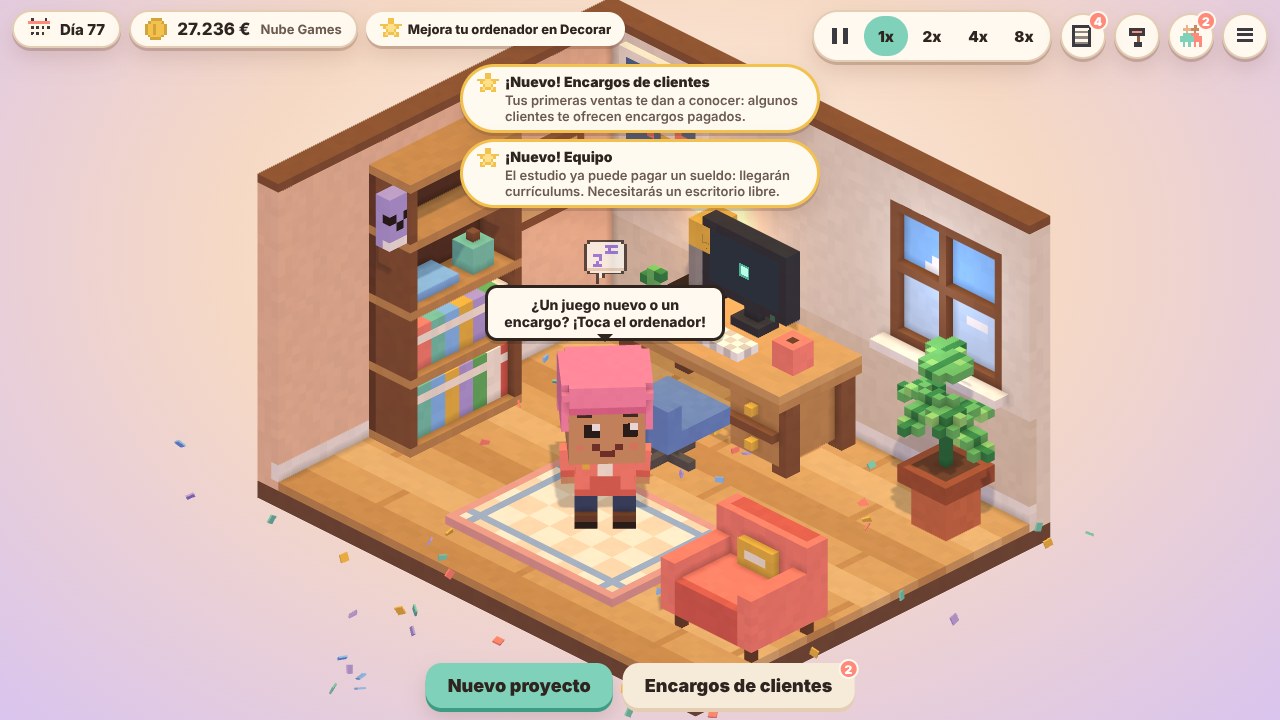 Día 77
27.236 € Nube Games
Mejora tu ordenador en Decorar
1x 2x 4x 8x
4
2
¡Nuevo! Encargos de clientes
Tus primeras ventas te dan a conocer: algunos
clientes te ofrecen encargos pagados.
¡Nuevo! Equipo
El estudio ya puede pagar un sueldo: llegarán
currículums. Necesitarás un escritorio libre.
¿Un juego nuevo o un
encargo? ¡Toca el ordenador!
Nuevo proyecto
Encargos de clientes
2